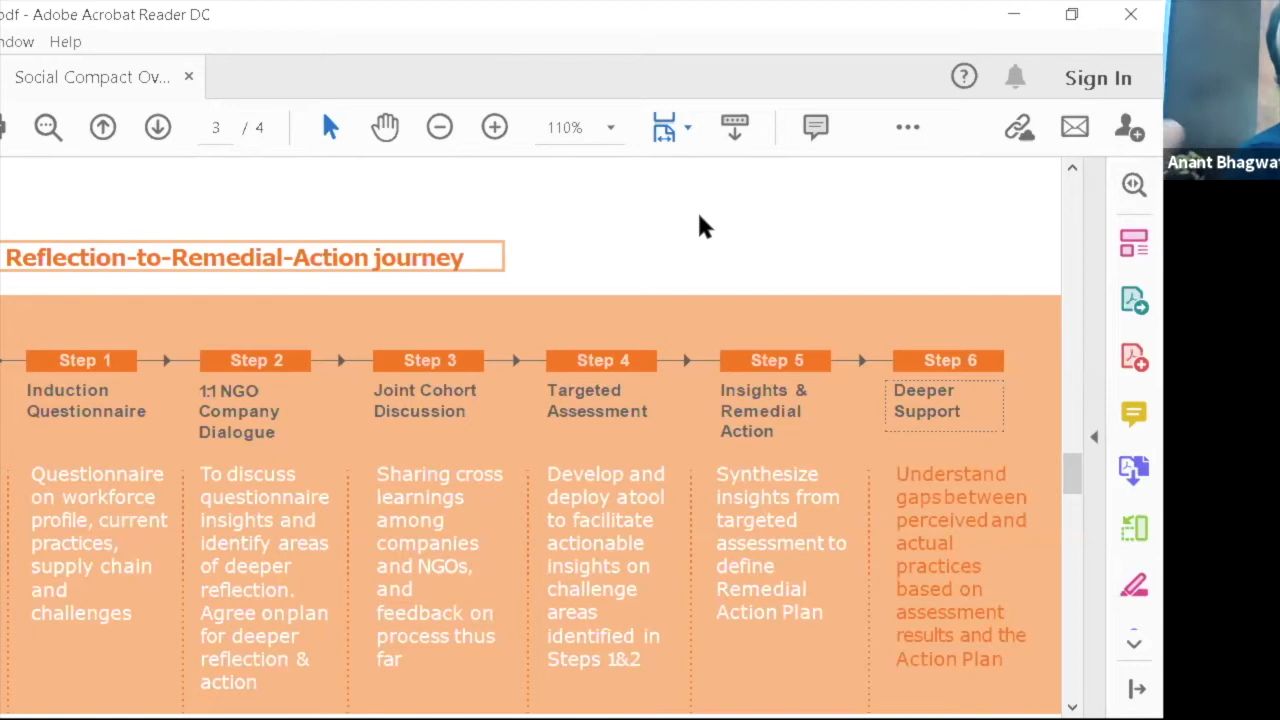 pdf - Adobe Acrobat Reader DC
ndow Help
Social Compact Ov...
Sign In
3 / 4
110%
Anant Bhagwat
Reflection-to-Remedial-Action journey
Step 1
Induction
Questionnaire
Questionnaire
on workforce
profile, current
practices,
supply chain
and
challenges
Step 2
1:1 NGO
Company
Dialogue
To discuss
questionnaire
insights and
identify areas
of deeper
reflection.
Agree on plan
for deeper
reflection &
action
Step 3
Joint Cohort
Discussion
Sharing cross
learnings
among
companies
and NGOs,
and
feedback on
process thus
far
Step 4
Targeted
Assessment
Develop and
deploy a tool
to facilitate
actionable
insights on
challenge
areas
identified in
Steps 1&2
Step 5
Insights &
Remedial
Action
Synthesize
insights from
targeted
assessment to
define
Remedial
Action Plan
Step 6
Deeper
Support
Understand
gaps between
perceived and
actual
practices
based on
assessment
results and the
Action Plan